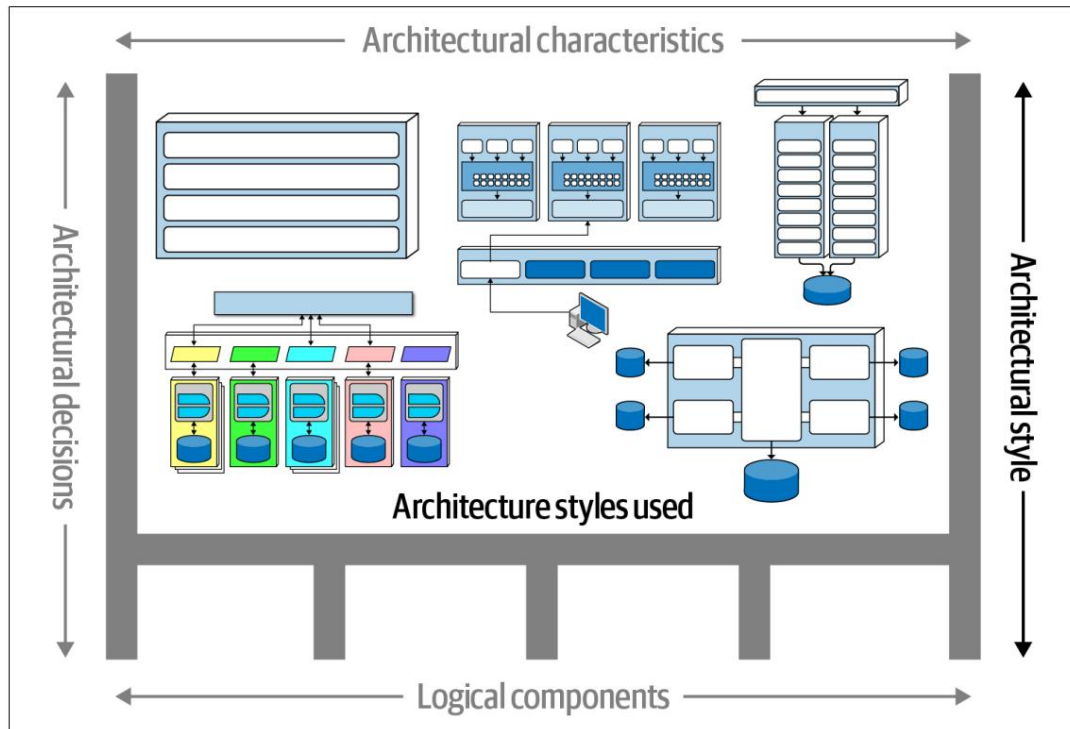 Architectural characteristics
Architectural decisions
Architectural style
Architecture styles used
Logical components